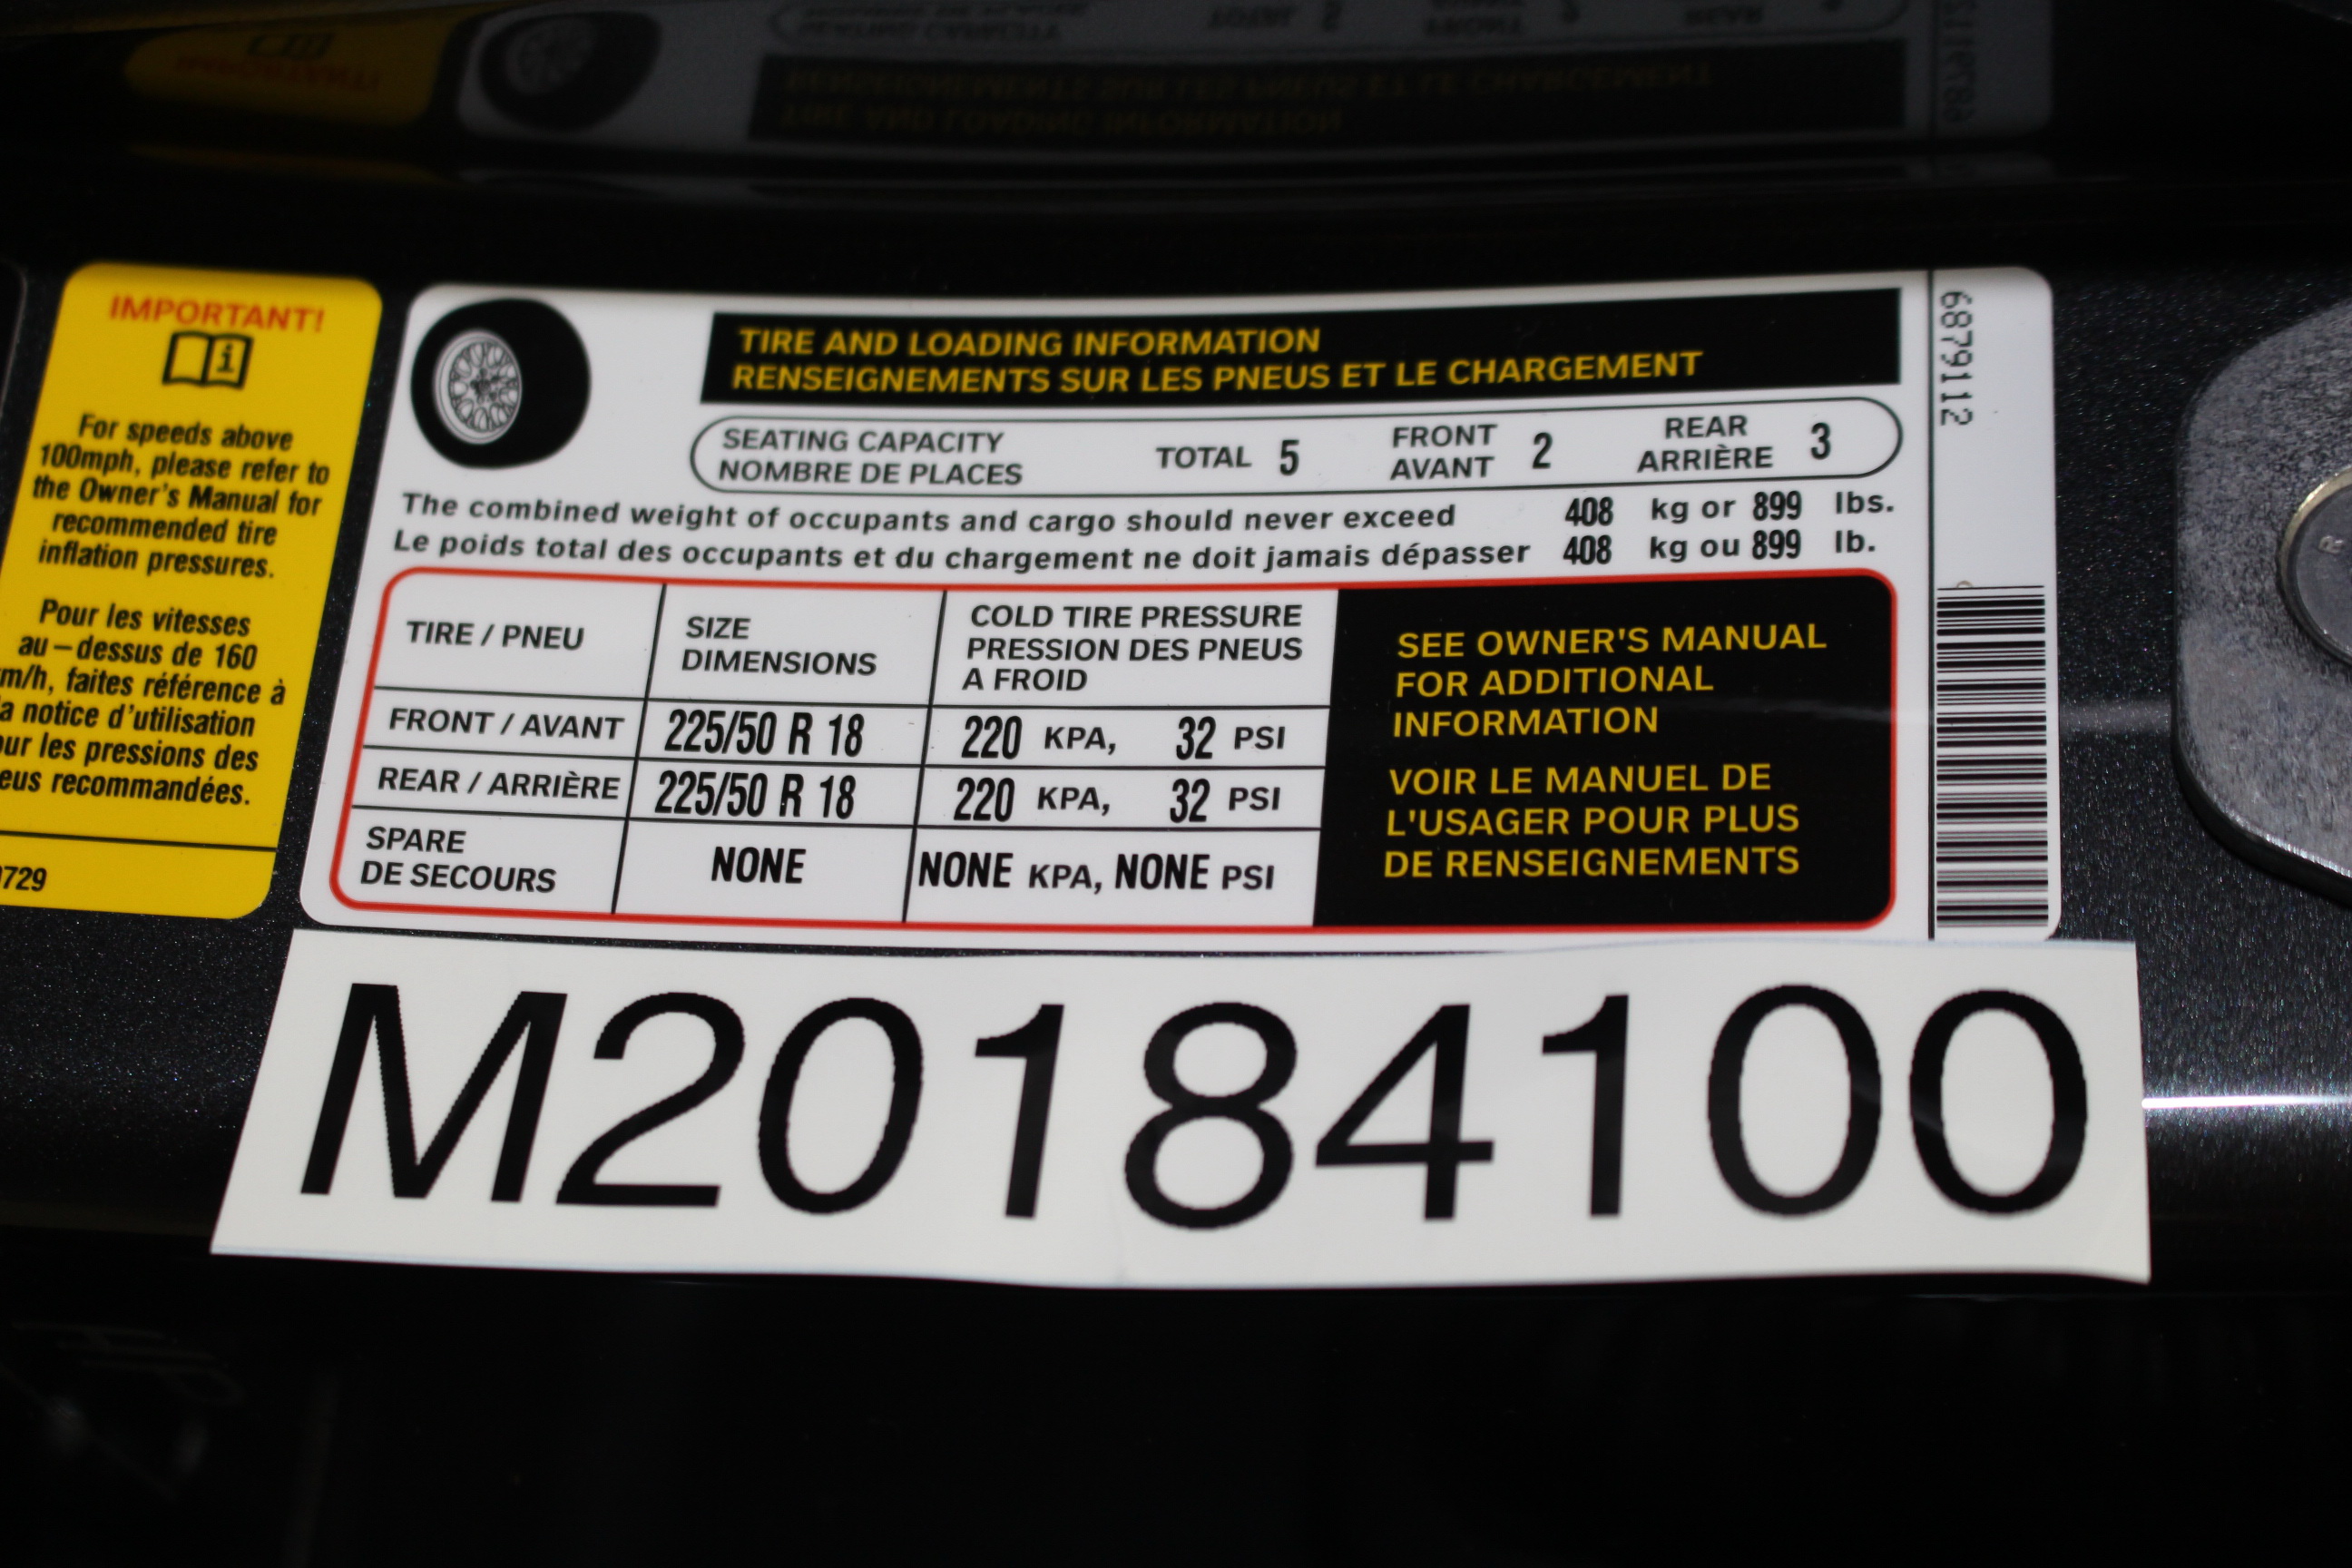 IMPORTANT!
For speeds above
100mph, please refer to
the Owner's Manual for
recommended tire
inflation pressures.
Pour les vitesses
au-dessus de 160
m/h, faites référence à
a notice d'utilisation
ur les pressions des
eus recommandées.
729
TIRE AND LOADING INFORMATION
RENSEIGNEMENTS SUR LES PNEUS ET LE CHARGEMENT
SEATING CAPACITY TOTAL 5 FRONT 2 REAR 3
NOMBRE DE PLACES AVANT ARRIÈRE
The combined weight of occupants and cargo should never exceed 408 kg or 899 lbs.
Le poids total des occupants et du chargement ne doit jamais dépasser 408 kg ou 899 lb.
TIRE / PNEU
SIZE
DIMENSIONS
COLD TIRE PRESSURE
PRESSION DES PNEUS
A FROID
FRONT / AVANT 225/50 R 18 220 KPA, 32 PSI
REAR / ARRIÈRE 225/50 R 18 220 KPA, 32 PSI
SPARE
DE SECOURS NONE NONE KPA, NONE PSI
SEE OWNER'S MANUAL
FOR ADDITIONAL
INFORMATION
VOIR LE MANUEL DE
L'USAGER POUR PLUS
DE RENSEIGNEMENTS
6879112
M20184100